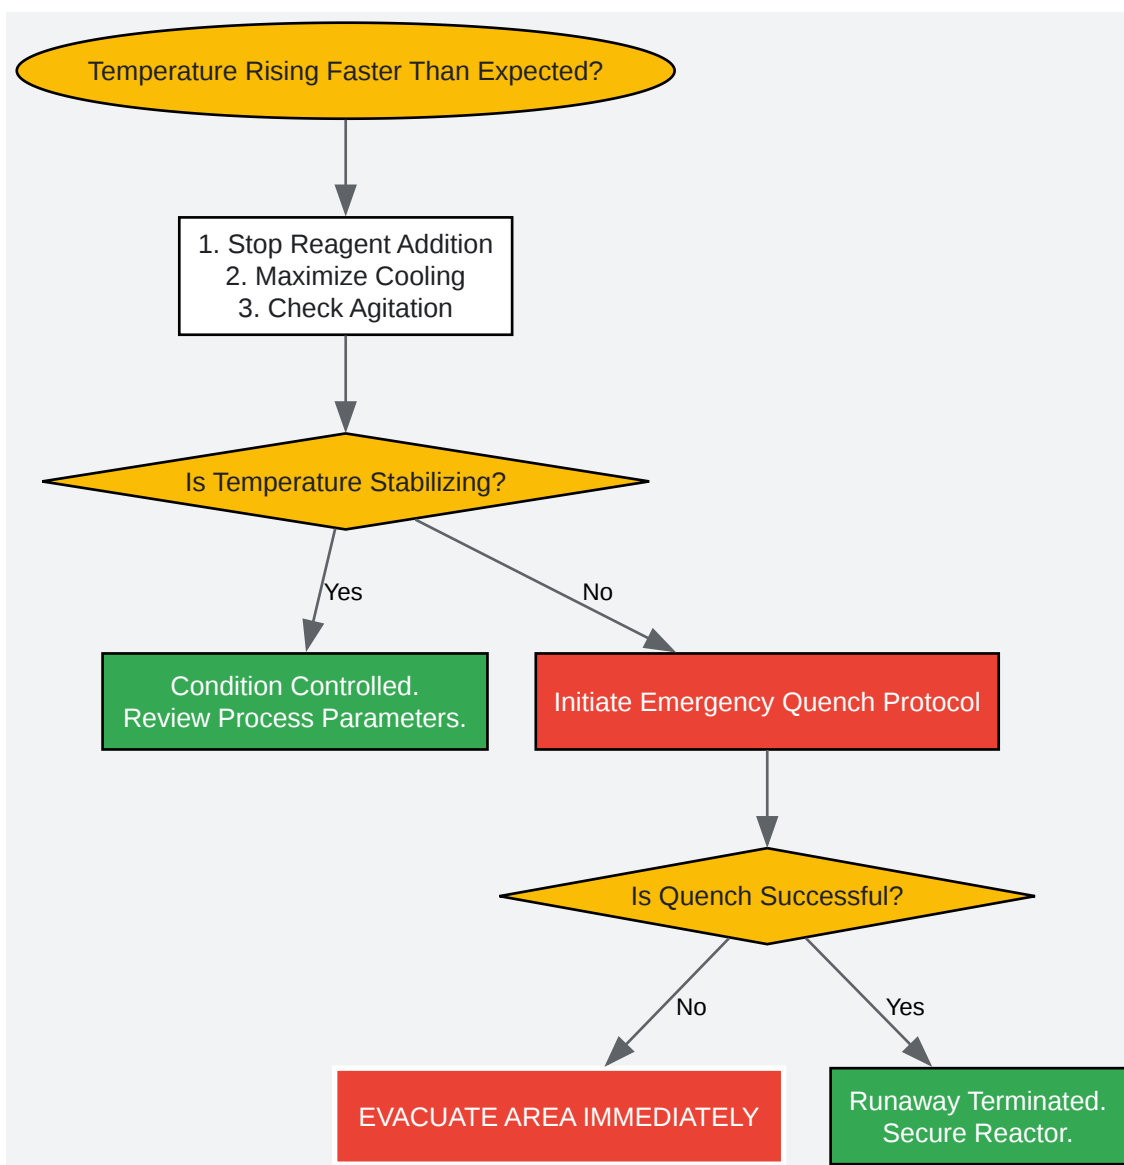 Temperature Rising Faster Than Expected?
1. Stop Reagent Addition
2. Maximize Cooling
3. Check Agitation
Is Temperature Stabilizing?
Yes
No
Condition Controlled.
Review Process Parameters.
Initiate Emergency Quench Protocol
Is Quench Successful?
No
Yes
EVACUATE AREA IMMEDIATELY
Runaway Terminated.
Secure Reactor.